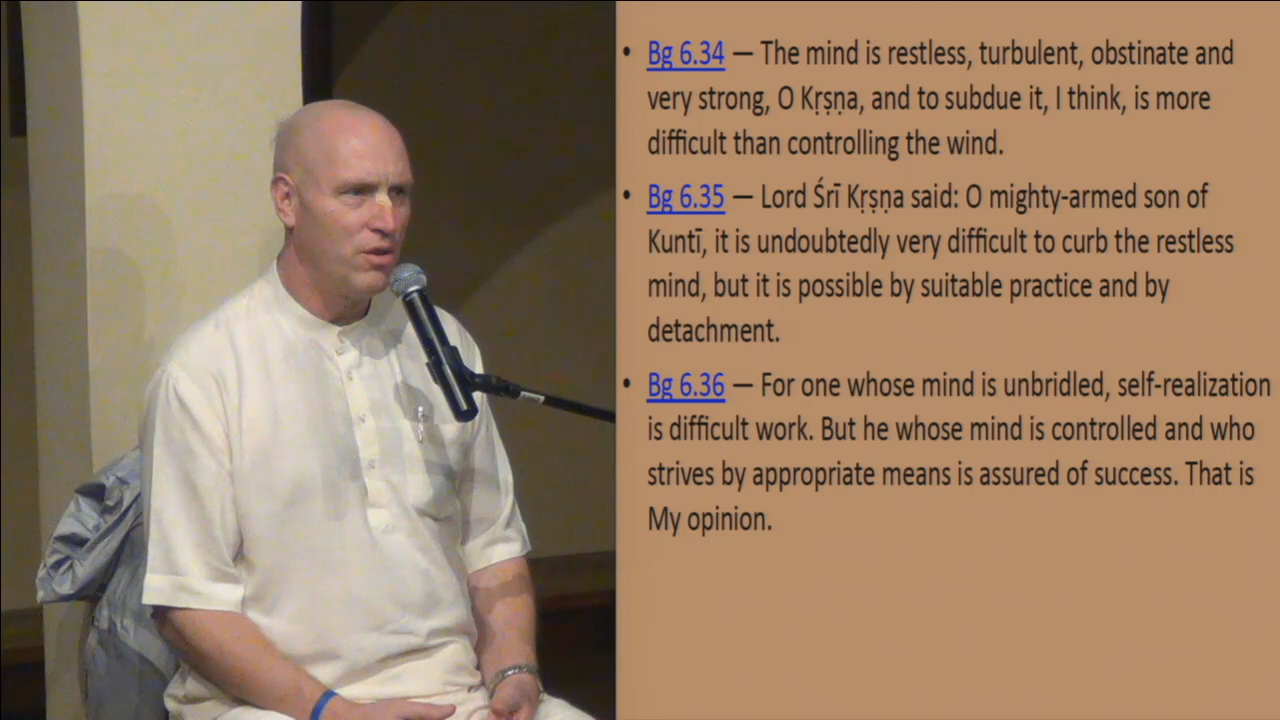 • Bg 6.34 — The mind is restless, turbulent, obstinate and
very strong, O Kṛṣṇa, and to subdue it, I think, is more
difficult than controlling the wind.
• Bg 6.35 — Lord Śrī Kṛṣṇa said: O mighty-armed son of
Kuntī, it is undoubtedly very difficult to curb the restless
mind, but it is possible by suitable practice and by
detachment.
• Bg 6.36 — For one whose mind is unbridled, self-realization
is difficult work. But he whose mind is controlled and who
strives by appropriate means is assured of success. That is
My opinion.